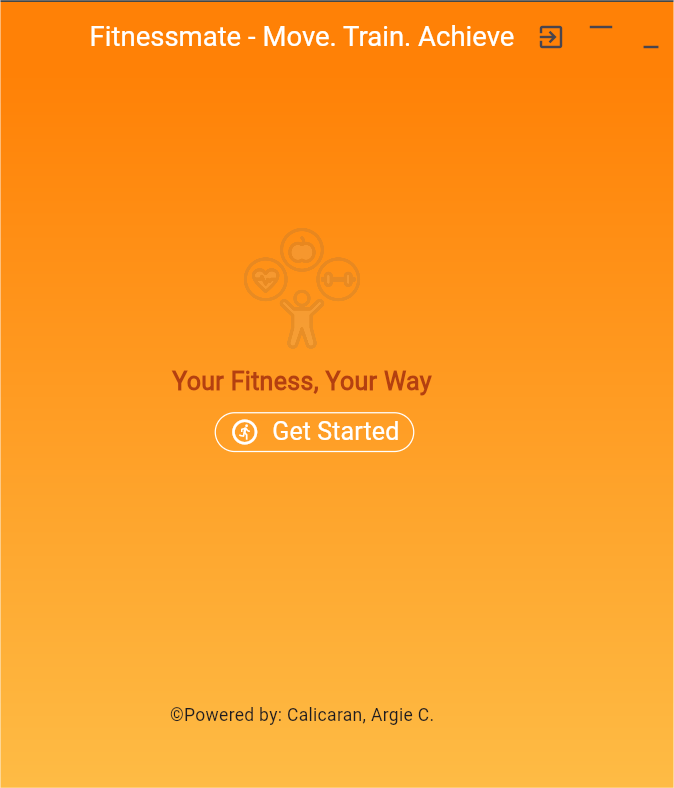 Fitnessmate - Move. Train. Achieve
Your Fitness, Your Way
Get Started
©Powered by: Calicaran, Argie C.